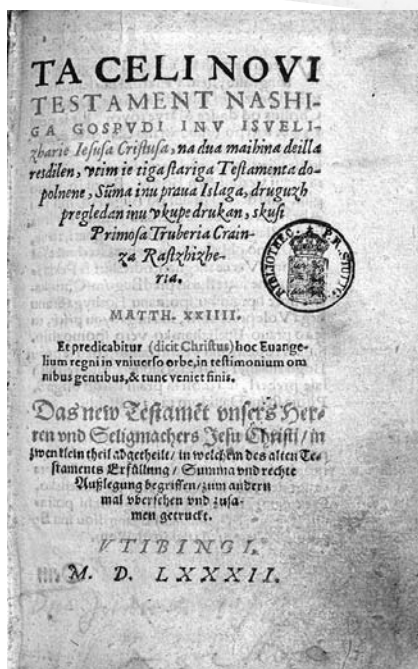 TA CELI NOVI
TESTAMENT NASHI-
GA GOSPVDI INV ISVELI-
zharie Iesusa Cristusa, na dua maihina deilla
resdilen, vtim ie tiga stariga Testamenta do-
polnene, Sũma inu praua Islaga, druguzh
pregledan inu vkupe drukan, skusi
Primosa Truberia Crain-
za Rastzhizhe-
ria.
MATTH. XXIIII.
Et predicabitur (dicit Christus) hoc Euange-
lium regni in vniuerso orbe, in testimonium om
nibus gentibus, & tunc veniet finis.
Das new Testamẽt vnsers Her-
ren vnd Seligmachers Jesu Christi / in
zwen klein theil abgetheilt / in welchem des alten Te-
staments Erfüllung / Summa vnd rechte
Außlegung begriffen / zum andern
mal vbersehen vnd zusa-
men getruckt.
VTIBINGI.
M. D. LXXXII.